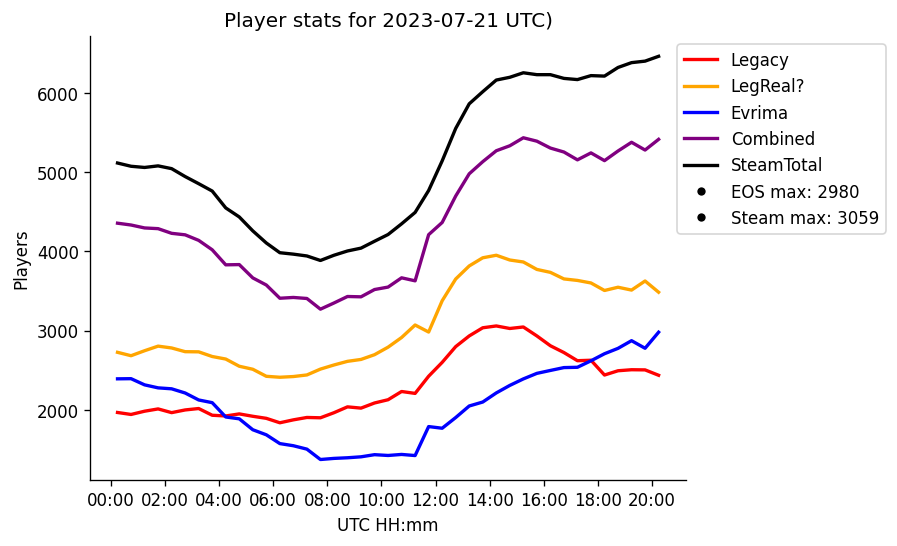 Player stats for 2023-07-21 UTC)
Players
6000
5000
4000
3000
2000
00:00 02:00 04:00 06:00 08:00 10:00 12:00 14:00 16:00 18:00 20:00
UTC HH:mm
Legacy
LegReal?
Evrima
Combined
SteamTotal
EOS max: 2980
Steam max: 3059